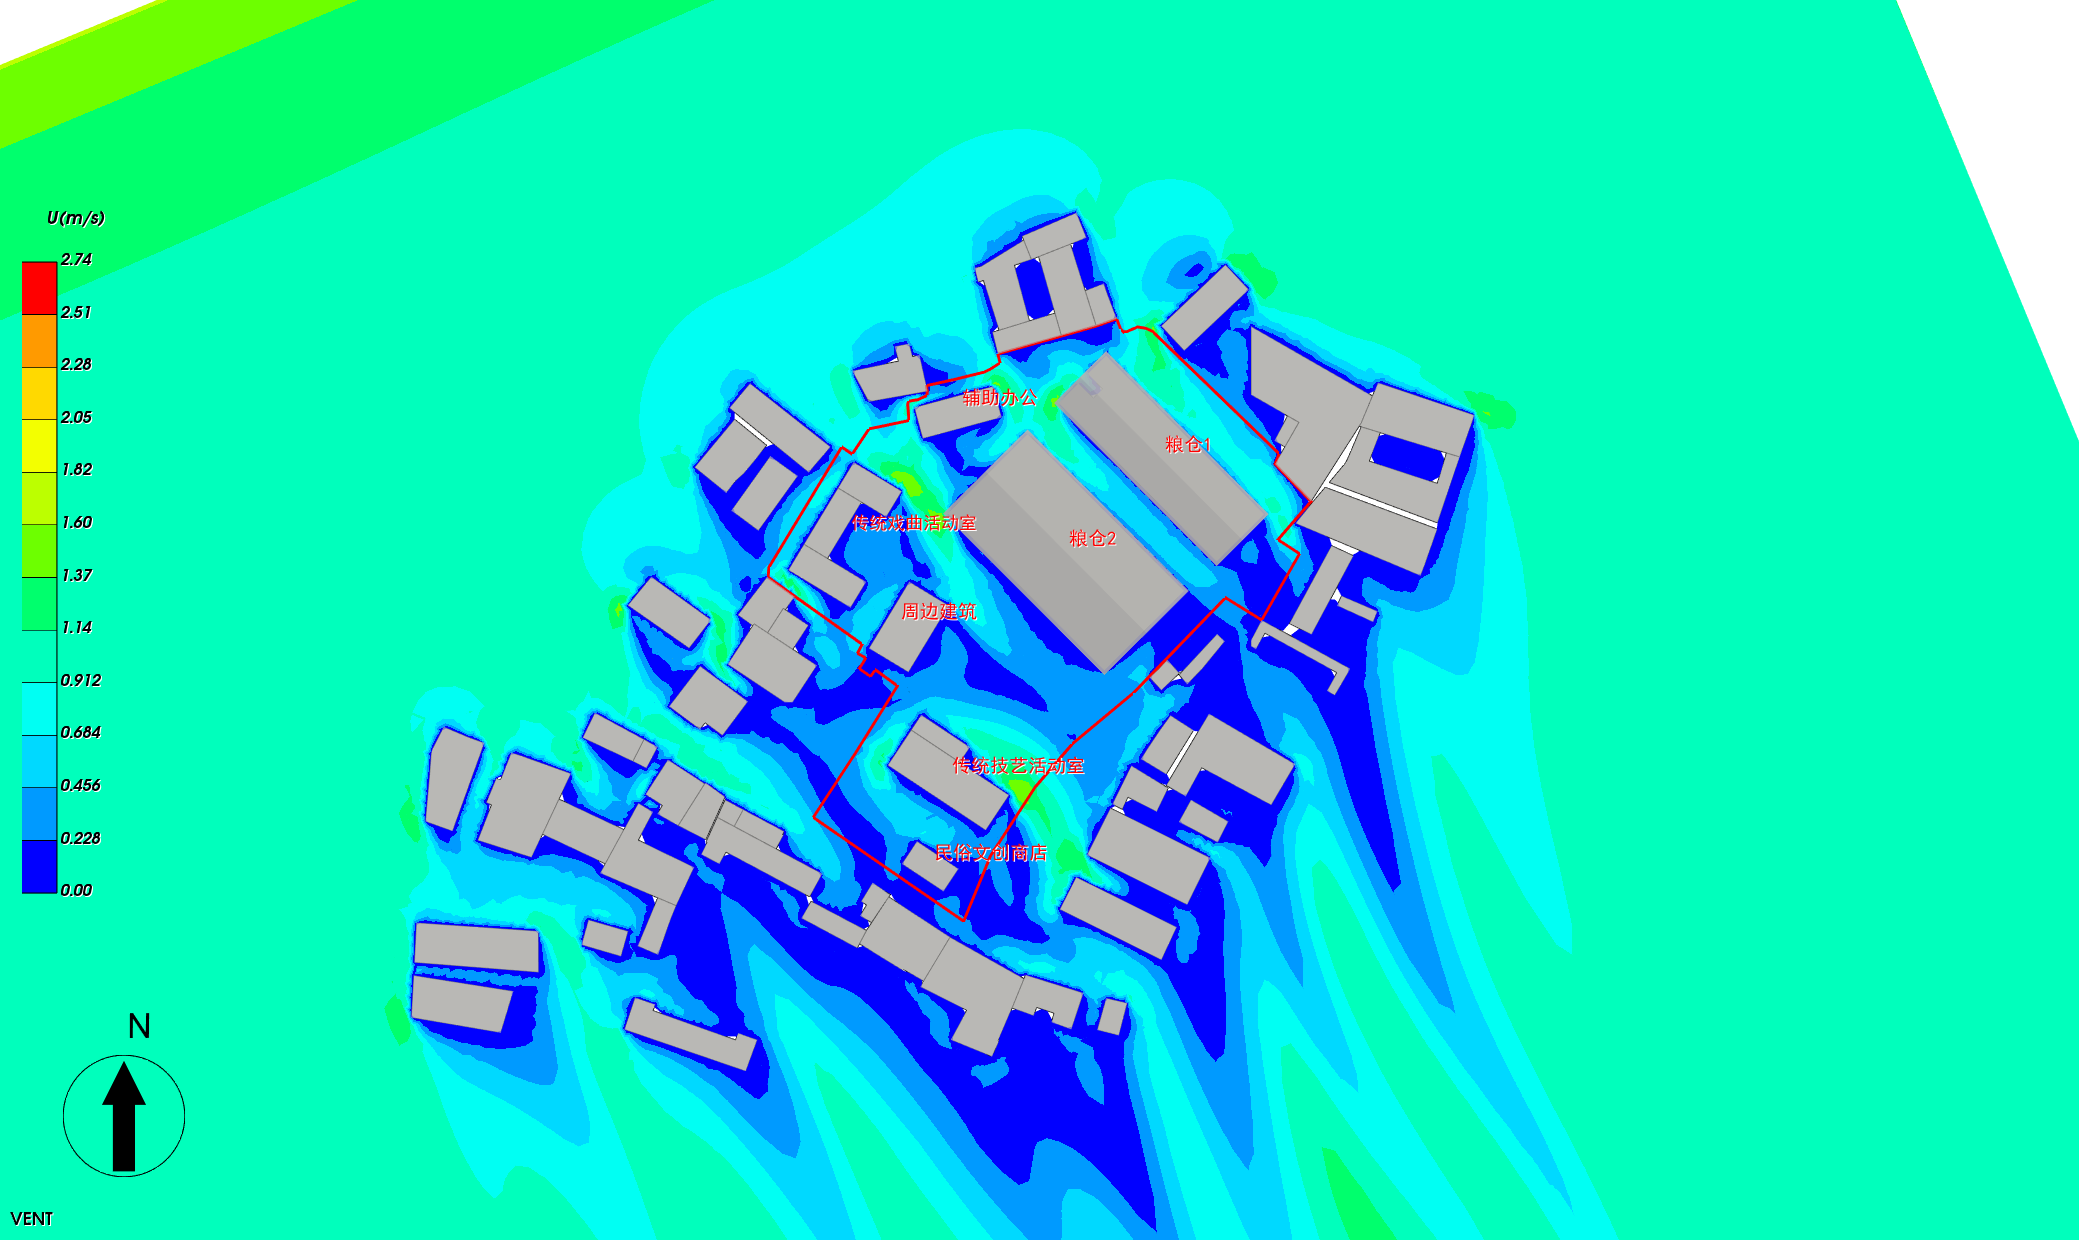 U(m/s)
2.74
2.51
2.28
2.05
1.82
1.60
1.37
1.14
0.912
0.684
0.456
0.228
0.00
辅助办公
粮仓1
传统戏曲活动室
粮仓2
周边建筑
传统技艺活动室
民俗文创商店
N
VENT